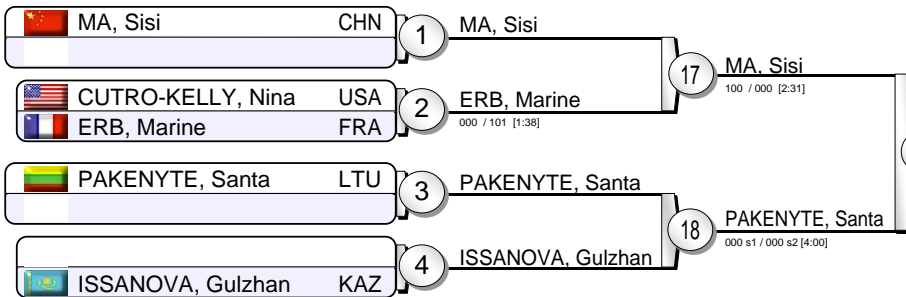 MA, Sisi CHN
1
MA, Sisi
CUTRO-KELLY, Nina USA
ERB, Marine FRA
2
ERB, Marine
000 / 101 [1:38]
17
MA, Sisi
100 / 000 [2:31]
PAKENYTE, Santa LTU
3
PAKENYTE, Santa
ISSANOVA, Gulzhan KAZ
4
ISSANOVA, Gulzhan
18
PAKENYTE, Santa
000 s1 / 000 s2 [4:00]